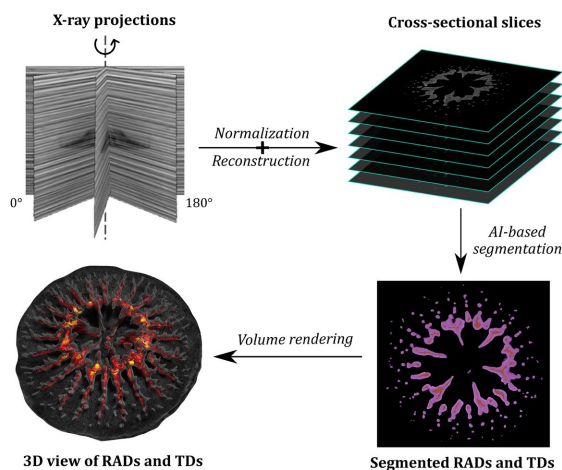 X-ray projections
Cross-sectional slices
Normalization
Reconstruction
0°
180°
AI-based
segmentation
Volume rendering
3D view of RADs and TDs
Segmented RADs and TDs